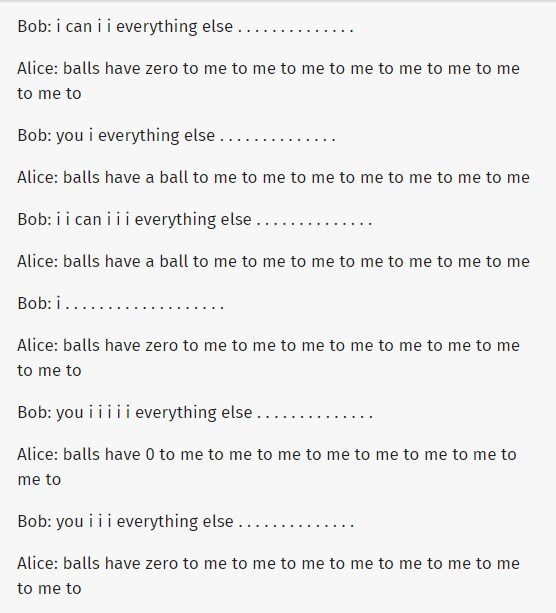 Bob: i can i i everything else . . . . . . . . . . . . . .
Alice: balls have zero to me to me to me to me to me to me to me
to me to
Bob: you i everything else . . . . . . . . . . . . . .
Alice: balls have a ball to me to me to me to me to me to me to me
Bob: i i can i i i everything else . . . . . . . . . . . . . .
Alice: balls have a ball to me to me to me to me to me to me to me
Bob: i . . . . . . . . . . . . . . . . . . .
Alice: balls have zero to me to me to me to me to me to me to me
to me to
Bob: you i i i i i everything else . . . . . . . . . . . . . .
Alice: balls have 0 to me to me to me to me to me to me to me to
me to
Bob: you i i i everything else . . . . . . . . . . . . . .
Alice: balls have zero to me to me to me to me to me to me to me
to me to